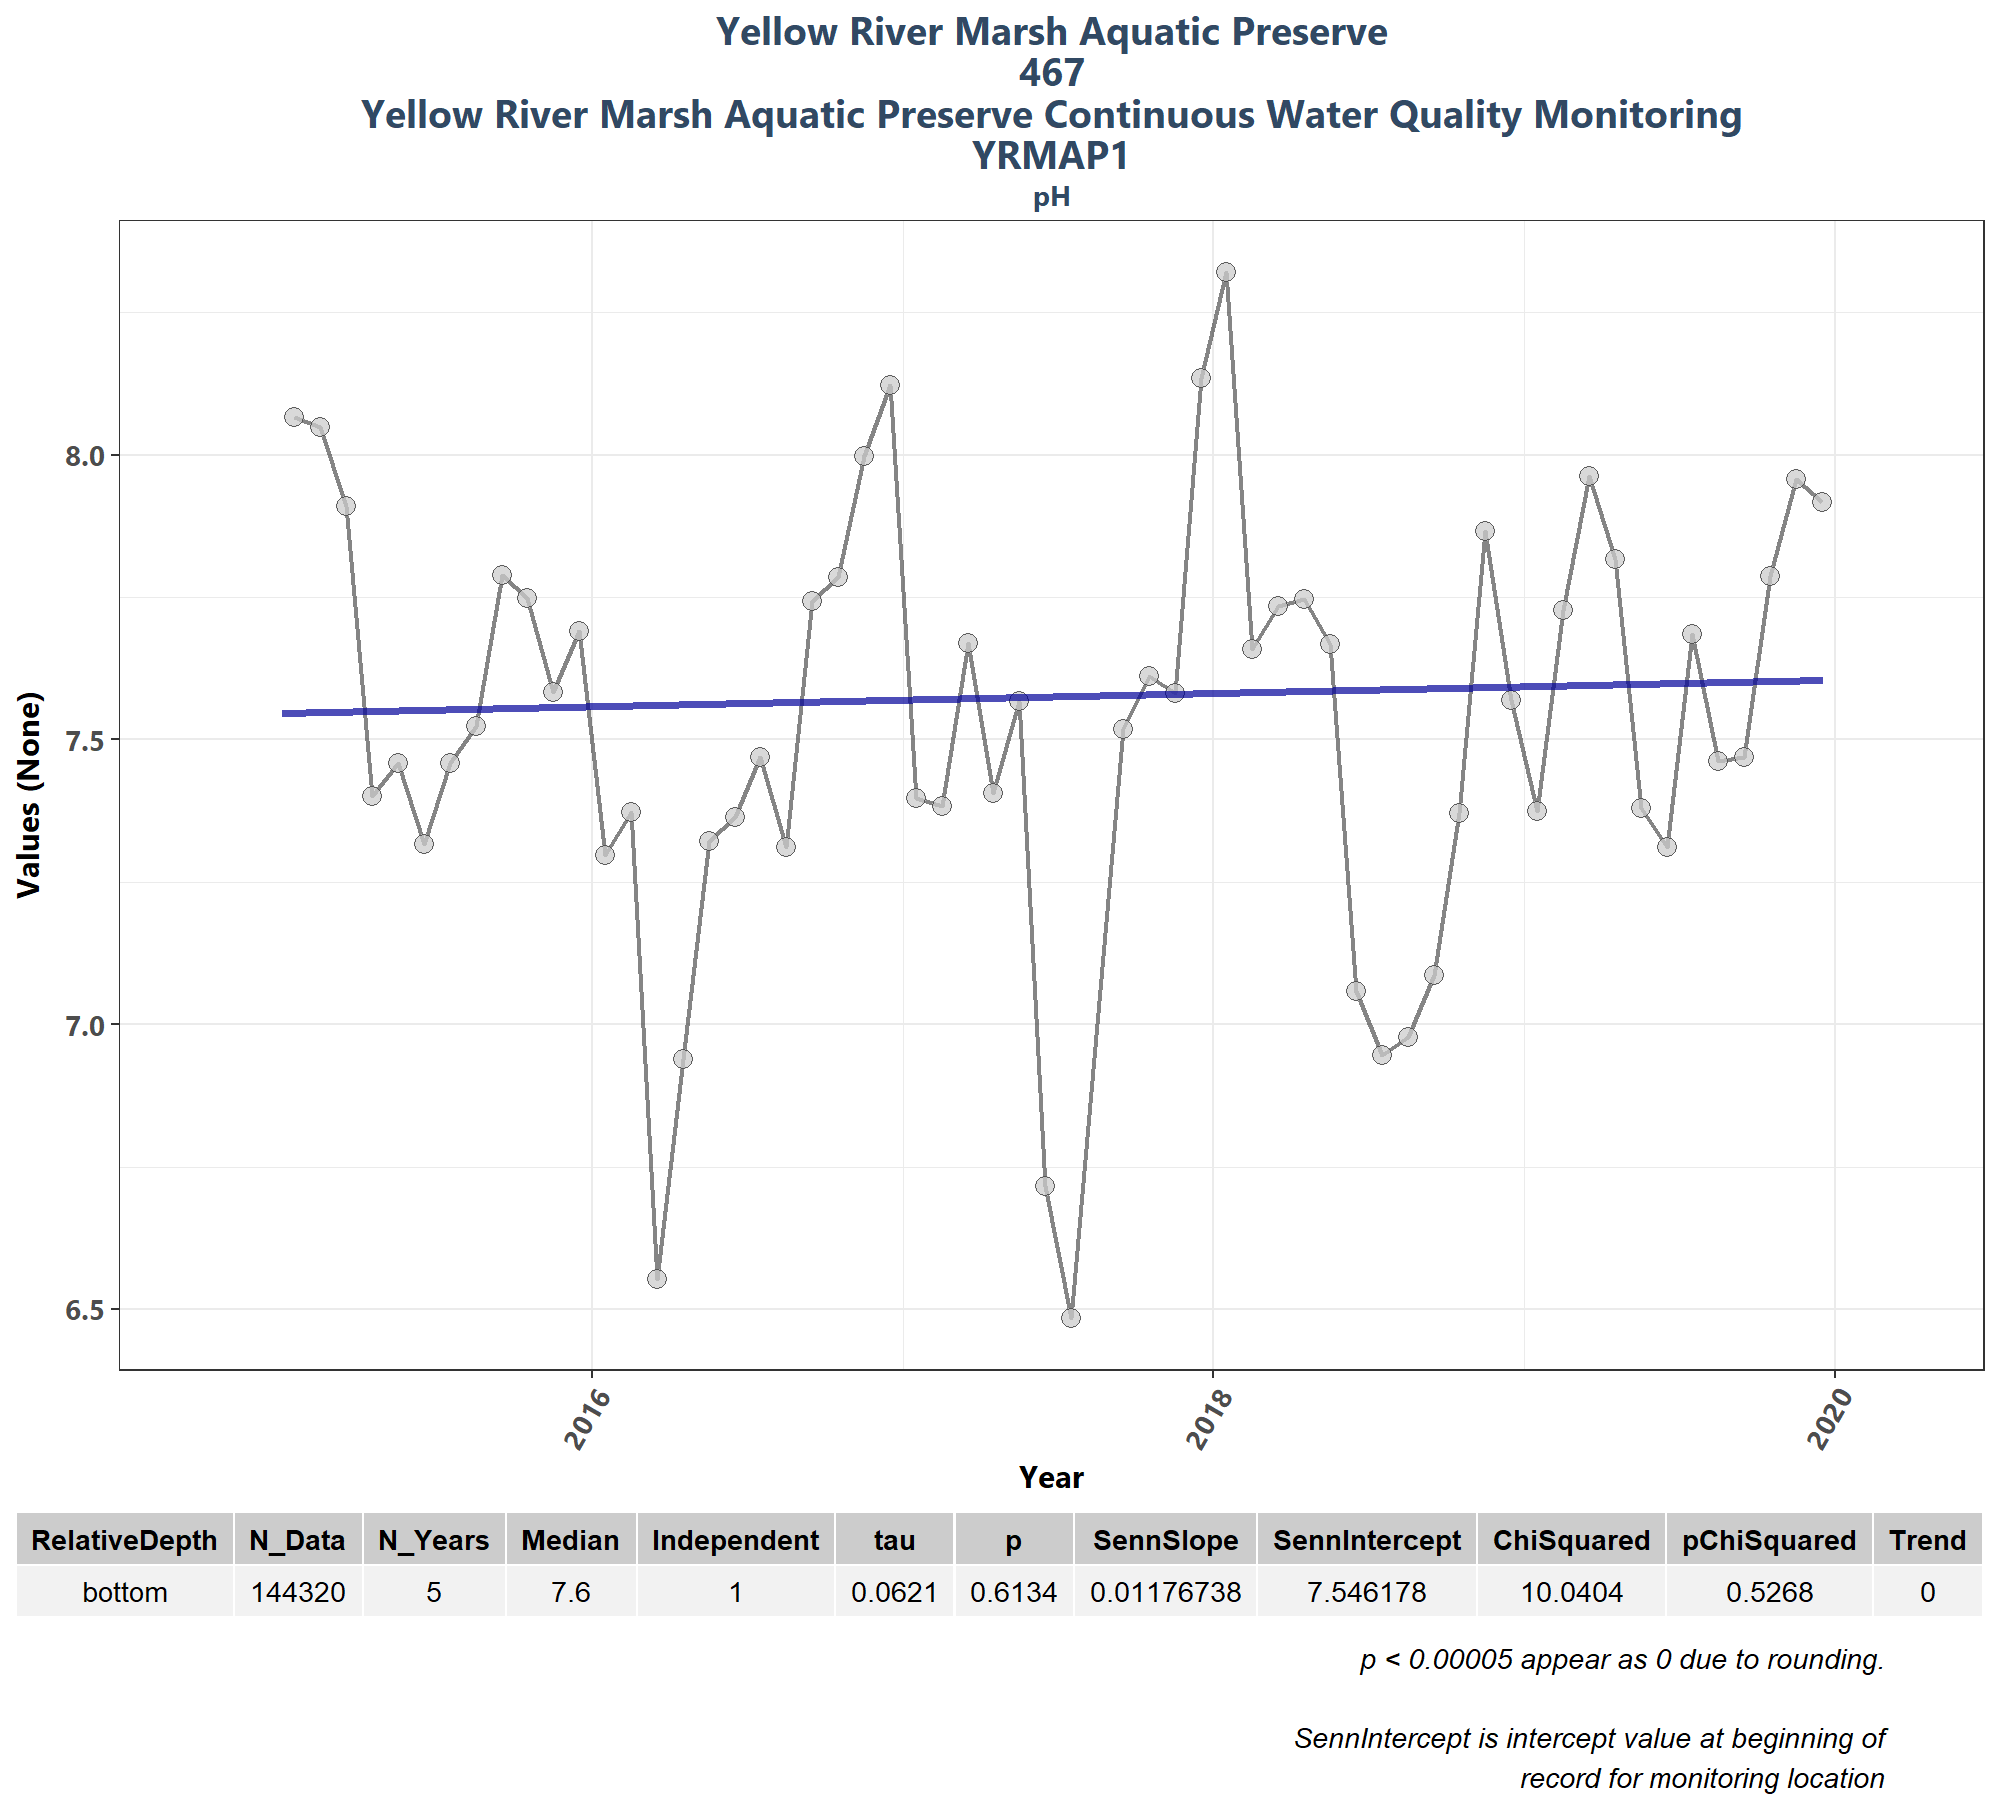 Yellow River Marsh Aquatic Preserve
467
Yellow River Marsh Aquatic Preserve Continuous Water Quality Monitoring
YRMAP1
pH
Values (None)
8.0
7.5
7.0
6.5
2016 2018 2020
Year
RelativeDepth N_Data N_Years Median Independent tau p SennSlope SennIntercept ChiSquared pChiSquared Trend
bottom 144320 5 7.6 1 0.0621 0.6134 0.01176738 7.546178 10.0404 0.5268 0
p < 0.00005 appear as 0 due to rounding.
SennIntercept is intercept value at beginning of
record for monitoring location